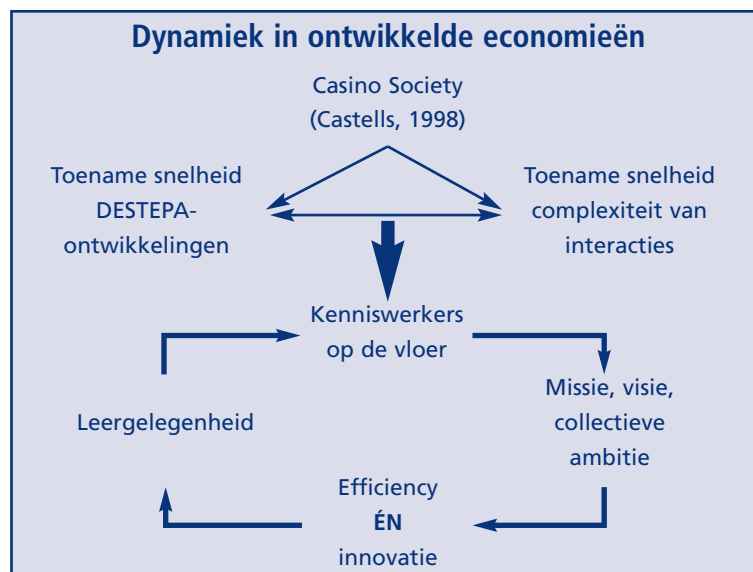 Dynamiek in ontwikkelde economieën
Casino Society
(Castells, 1998)
Toename snelheid
DESTEPA-
ontwikkelingen
Toename snelheid
complexiteit van
interacties
Kenniswerkers
op de vloer
Missie, visie,
collectieve
ambitie
Efficiency
ÉN
innovatie
Leergelegenheid